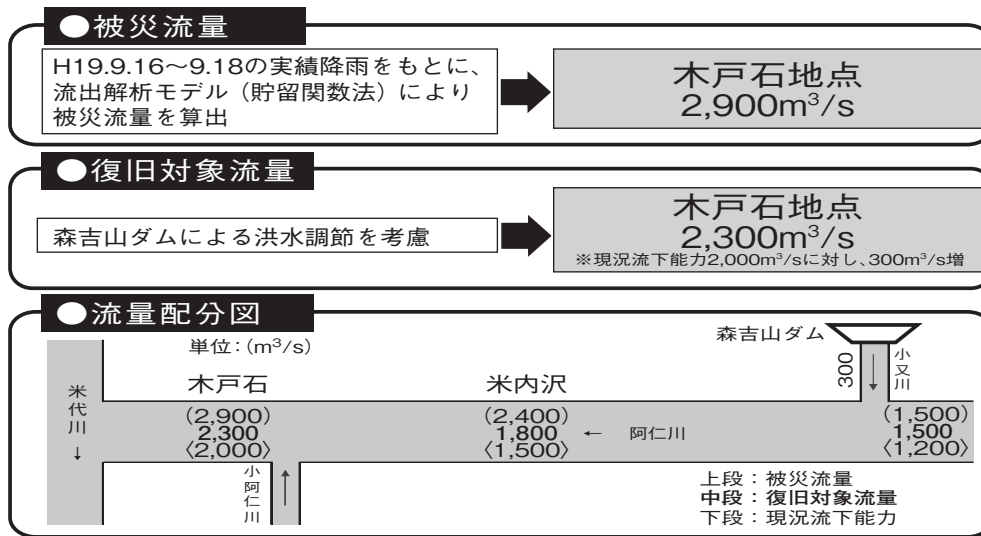 ●被災流量
H19.9.16～9.18の実績降雨をもとに、
流出解析モデル（貯留関数法）により
被災流量を算出
木戸石地点
2,900m³/s
●復旧対象流量
森吉山ダムによる洪水調節を考慮
木戸石地点
2,300m³/s
※現況流下能力2,000m³/sに対し、300m³/s増
●流量配分図
単位：(m³/s)
森吉山ダム
300
↓
小又川
米代川
↓
木戸石
(2,900)
2,300
〈2,000〉
小阿仁川
↑
米内沢
(2,400)
1,800
〈1,500〉
← 阿仁川
(1,500)
1,500
〈1,200〉
上段：被災流量
中段：復旧対象流量
下段：現況流下能力